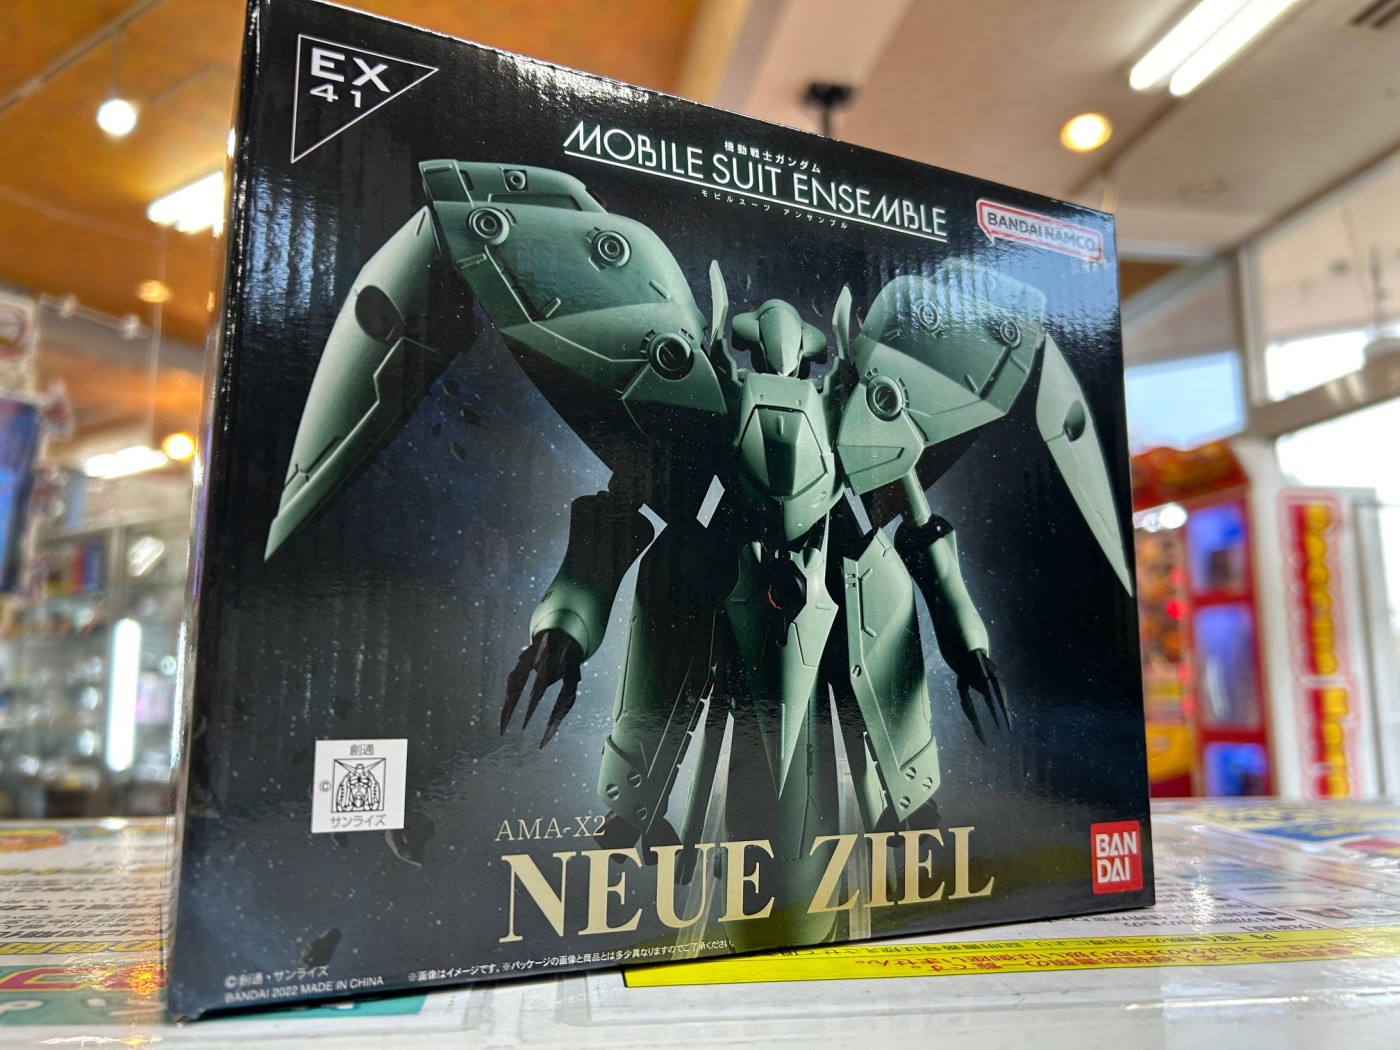 EX
41
機動戦士ガンダム
MOBILE SUIT ENSEMBLE
モビルスーツ アンサンブル
BANDAI NAMCO
創通
©
サンライズ
AMA-X2
NEUE ZIEL
BAN
DAI
©創通・サンライズ
BANDAI 2022 MADE IN CHINA
※画像はイメージです。※パッケージの画像と商品とは多少異なりますのでご了承ください。